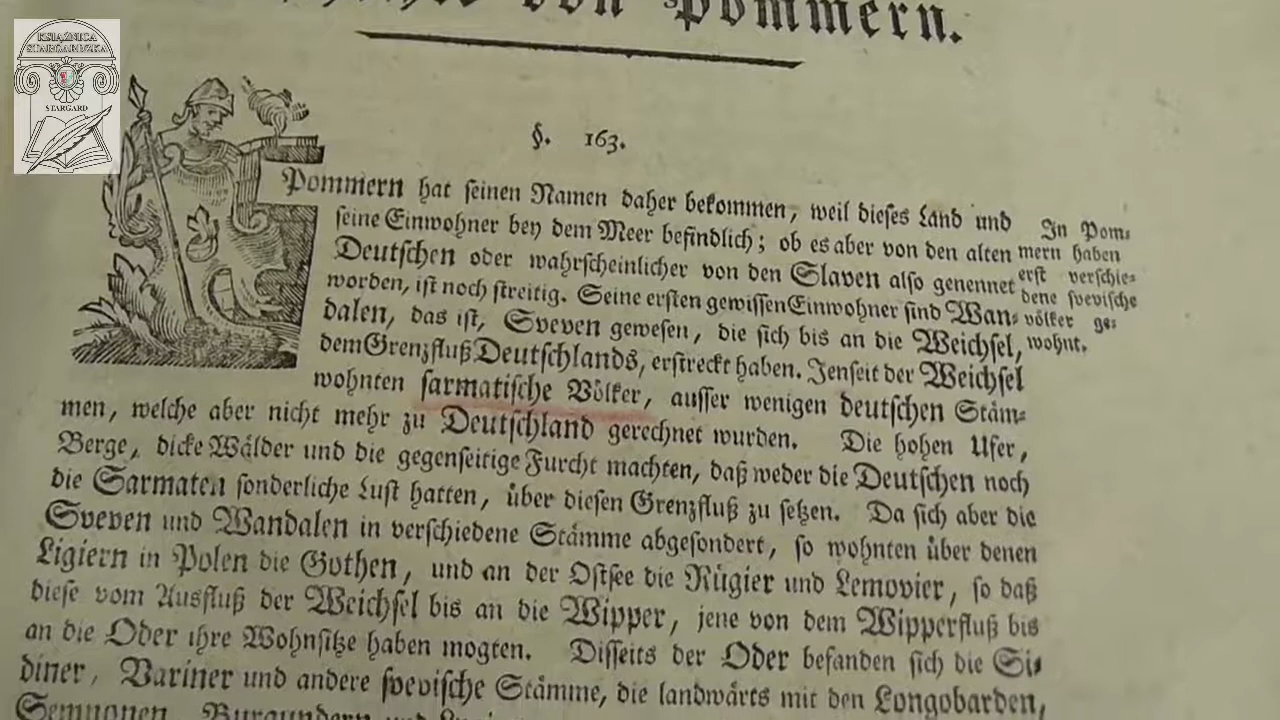 KSIĄŻNICA
STARGARDZKA
STARGARD
von Pommern.
§. 163.
Pommern hat seinen Namen daher bekommen, weil dieses Land und
seine Einwohner bey dem Meer befindlich; ob es aber von den alten
Deutschen oder wahrscheinlicher von den Slaven also genennet
worden, ist noch streitig. Seine ersten gewissen Einwohner sind Wan⸗
dalen, das ist, Sveven gewesen, die sich bis an die Weichsel,
dem Grenzfluß Deutschlands, erstreckt haben. Jenseit der Weichsel
wohnten sarmatische Völker, ausser wenigen deutschen Stäm⸗
men, welche aber nicht mehr zu Deutschland gerechnet wurden. Die hohen Ufer,
Berge, dicke Wälder und die gegenseitige Furcht machten, daß weder die Deutschen noch
die Sarmaten sonderliche Lust hatten, über diesen Grenzfluß zu setzen. Da sich aber die
Sveven und Wandalen in verschiedene Stämme abgesondert, so wohnten über denen
Ligiern in Polen die Gothen, und an der Ostsee die Rügier und Lemovier, so daß
diese vom Ausfluß der Weichsel bis an die Wipper, jene von dem Wipperfluß bis
an die Oder ihre Wohnsitze haben mogten. Disseits der Oder befanden sich die Si⸗
diner, Variner und andere svevische Stämme, die landwärts mit den Longobarden,
Semnonen, Burgundern und
In Pom⸗
mern haben
erst verschie⸗
dene svevische
völker ge⸗
wohnt.